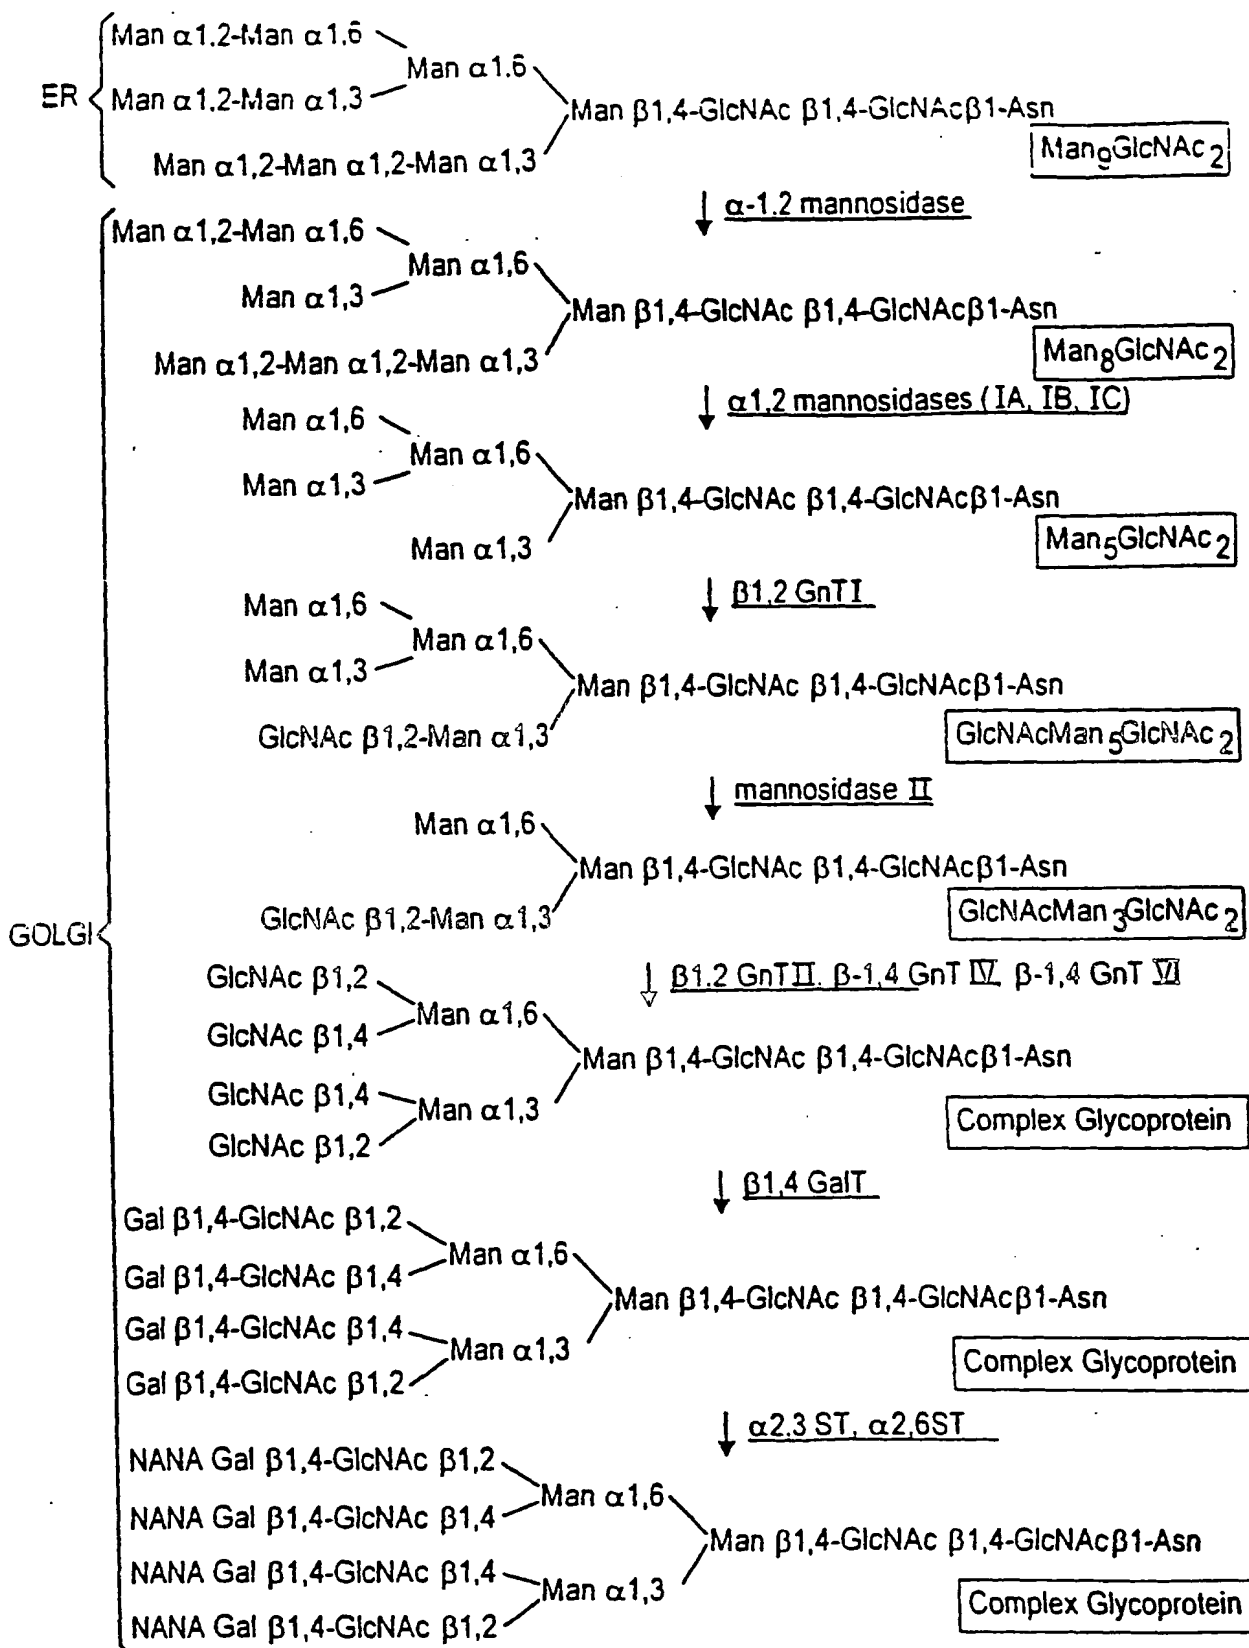 Man α1,2-Man α1,6
Man α1,6
ER
Man α1,2-Man α1,3
Man β1,4-GlcNAc β1,4-GlcNAcβ1-Asn
Man α1,2-Man α1,2-Man α1,3
Man9GlcNAc2
α-1,2 mannosidase
Man α1,2-Man α1,6
Man α1,6
Man α1,3
Man β1,4-GlcNAc β1,4-GlcNAcβ1-Asn
Man α1,2-Man α1,2-Man α1,3
Man8GlcNAc2
α1,2 mannosidases (IA, IB, IC)
Man α1,6
Man α1,6
Man α1,3
Man β1,4-GlcNAc β1,4-GlcNAcβ1-Asn
Man α1,3
Man5GlcNAc2
β1,2 GnTI
Man α1,6
Man α1,6
Man α1,3
Man β1,4-GlcNAc β1,4-GlcNAcβ1-Asn
GlcNAc β1,2-Man α1,3
GlcNAcMan5GlcNAc2
mannosidase II
Man α1,6
Man β1,4-GlcNAc β1,4-GlcNAcβ1-Asn
GlcNAc β1,2-Man α1,3
GlcNAcMan3GlcNAc2
GOLGI
β1.2 GnTII. β-1,4 GnT IV, β-1,4 GnT VI
GlcNAc β1,2
Man α1,6
GlcNAc β1,4
Man β1,4-GlcNAc β1,4-GlcNAcβ1-Asn
GlcNAc β1,4
Man α1,3
GlcNAc β1,2
Complex Glycoprotein
β1,4 GalT
Gal β1,4-GlcNAc β1,2
Man α1,6
Gal β1,4-GlcNAc β1,4
Man β1,4-GlcNAc β1,4-GlcNAcβ1-Asn
Gal β1,4-GlcNAc β1,4
Man α1,3
Gal β1,4-GlcNAc β1,2
Complex Glycoprotein
α2.3 ST, α2,6ST
NANA Gal β1,4-GlcNAc β1,2
Man α1,6
NANA Gal β1,4-GlcNAc β1,4
Man β1,4-GlcNAc β1,4-GlcNAcβ1-Asn
NANA Gal β1,4-GlcNAc β1,4
Man α1,3
NANA Gal β1,4-GlcNAc β1,2
Complex Glycoprotein